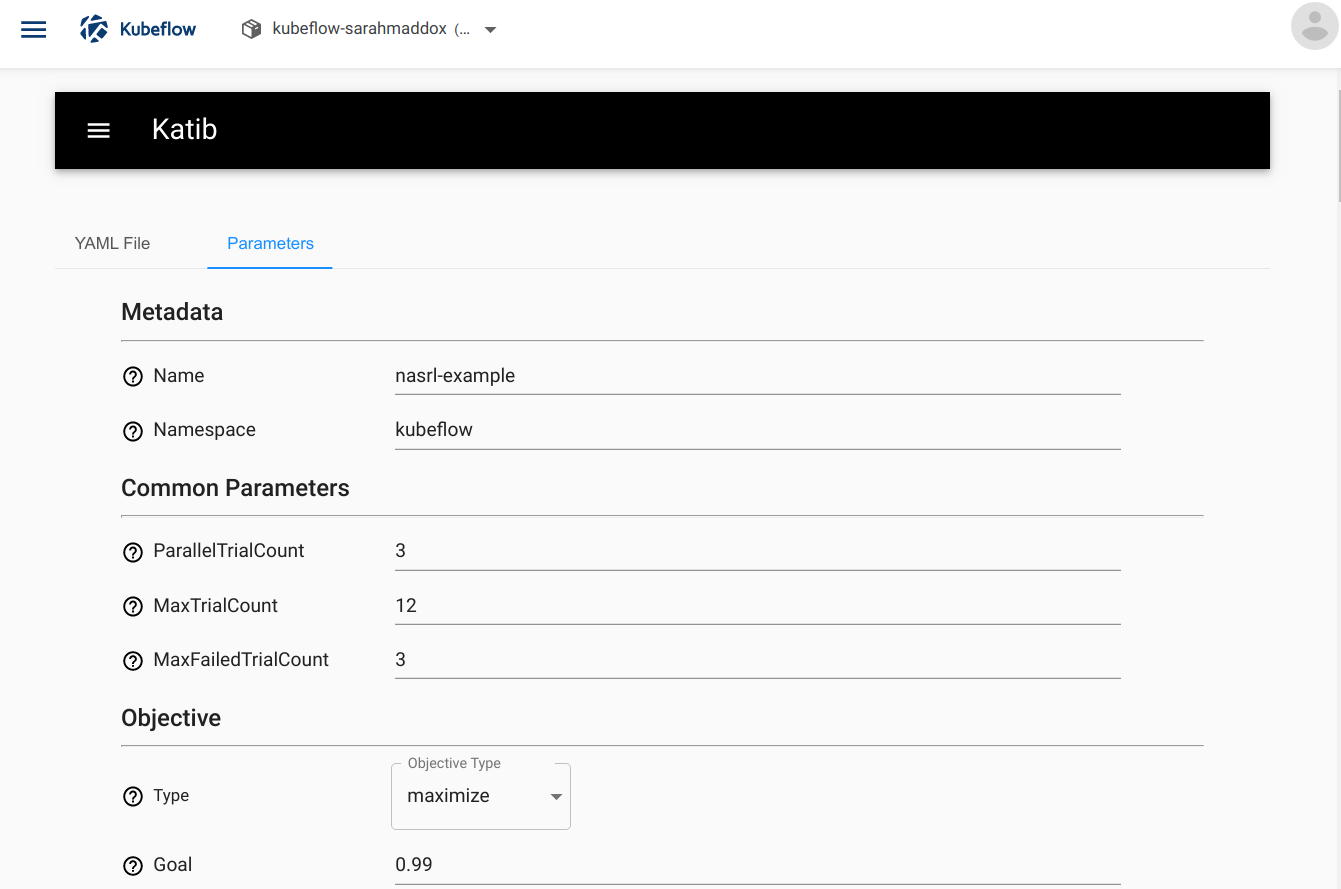 Kubeflow kubeflow-sarahmaddox (...
Katib
YAML File Parameters
Metadata
Name nasrl-example
Namespace kubeflow
Common Parameters
ParallelTrialCount 3
MaxTrialCount 12
MaxFailedTrialCount 3
Objective
Objective Type
Type maximize
Goal 0.99